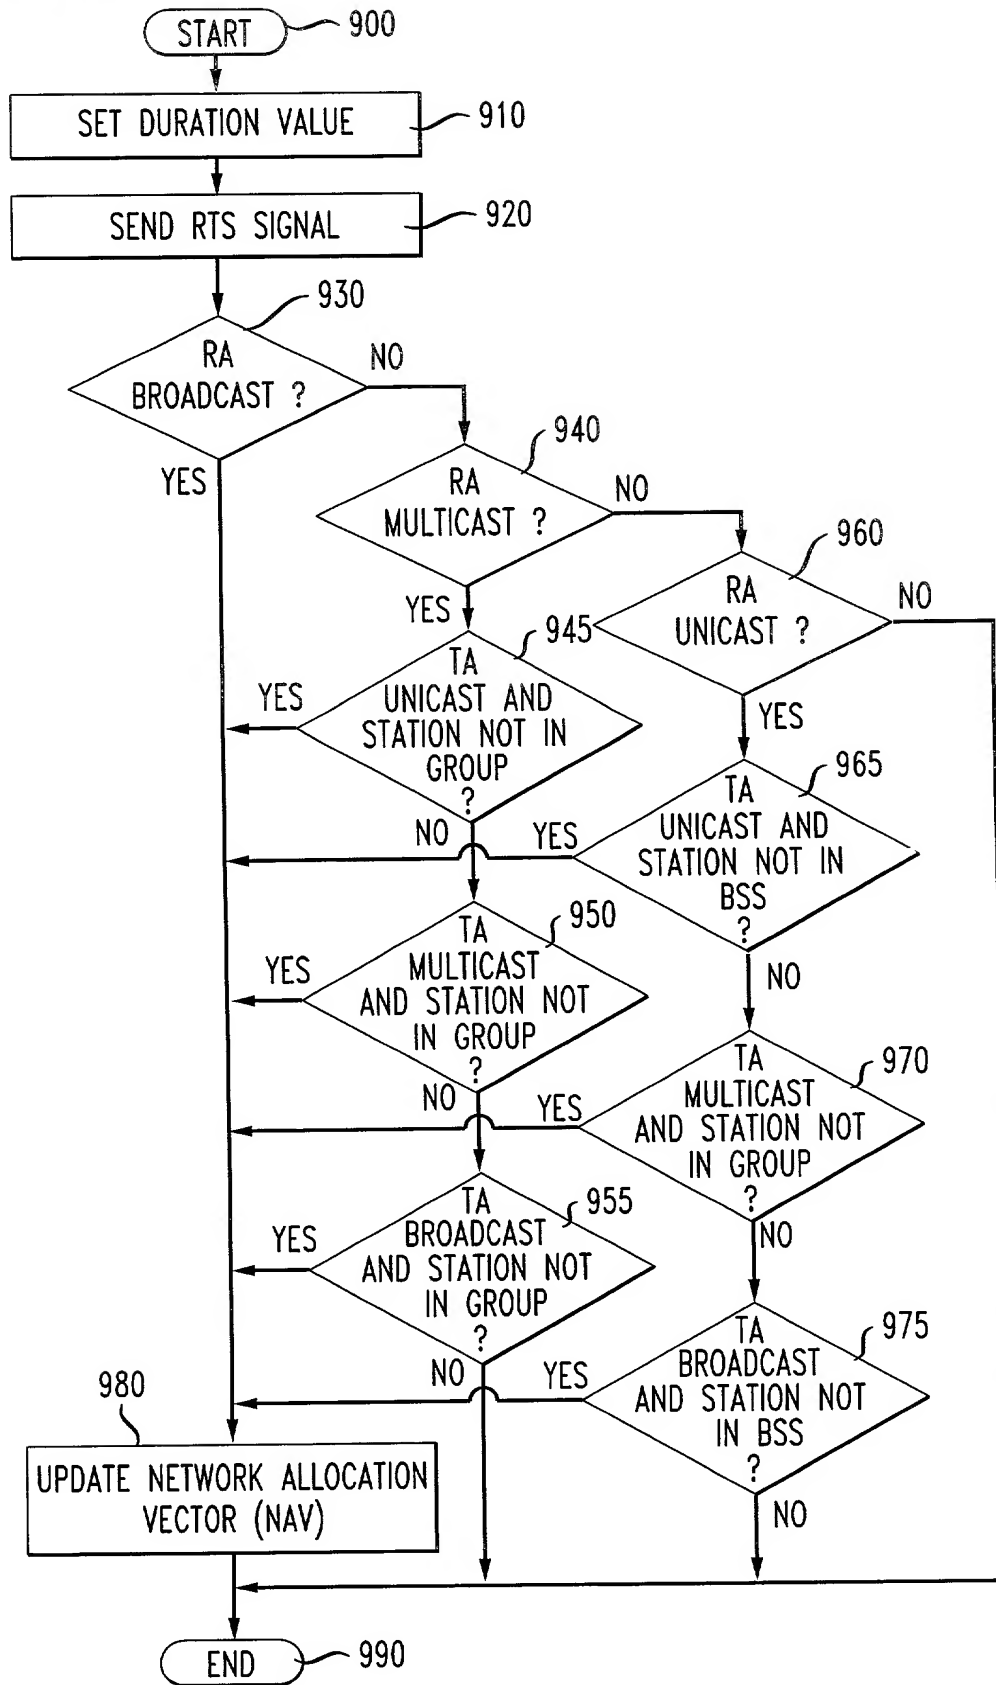 START
900
SET DURATION VALUE
910
SEND RTS SIGNAL
920
930
RA
BROADCAST ?
NO
YES
940
RA
MULTICAST ?
NO
YES
960
RA
UNICAST ?
NO
YES
945
TA
UNICAST AND
STATION NOT IN
GROUP
?
YES
NO
965
TA
UNICAST AND
STATION NOT IN
BSS
?
YES
NO
950
TA
MULTICAST
AND STATION NOT
IN GROUP
?
YES
NO
970
TA
MULTICAST
AND STATION NOT
IN GROUP
?
YES
NO
955
TA
BROADCAST
AND STATION NOT
IN GROUP
?
YES
NO
975
TA
BROADCAST
AND STATION NOT
IN BSS
?
YES
NO
980
UPDATE NETWORK ALLOCATION
VECTOR (NAV)
END
990